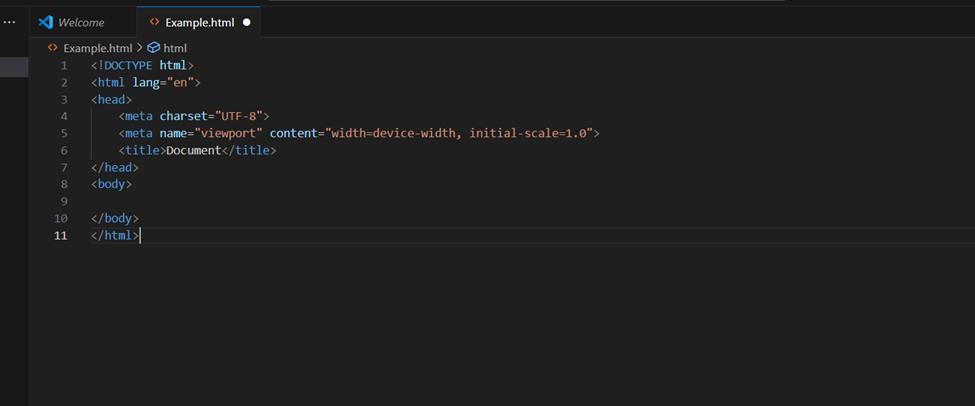 ... Welcome Example.html
Example.html > html
1 <!DOCTYPE html>
2 <html lang="en">
3 <head>
4     <meta charset="UTF-8">
5     <meta name="viewport" content="width=device-width, initial-scale=1.0">
6     <title>Document</title>
7 </head>
8 <body>
9
10 </body>
11 </html>